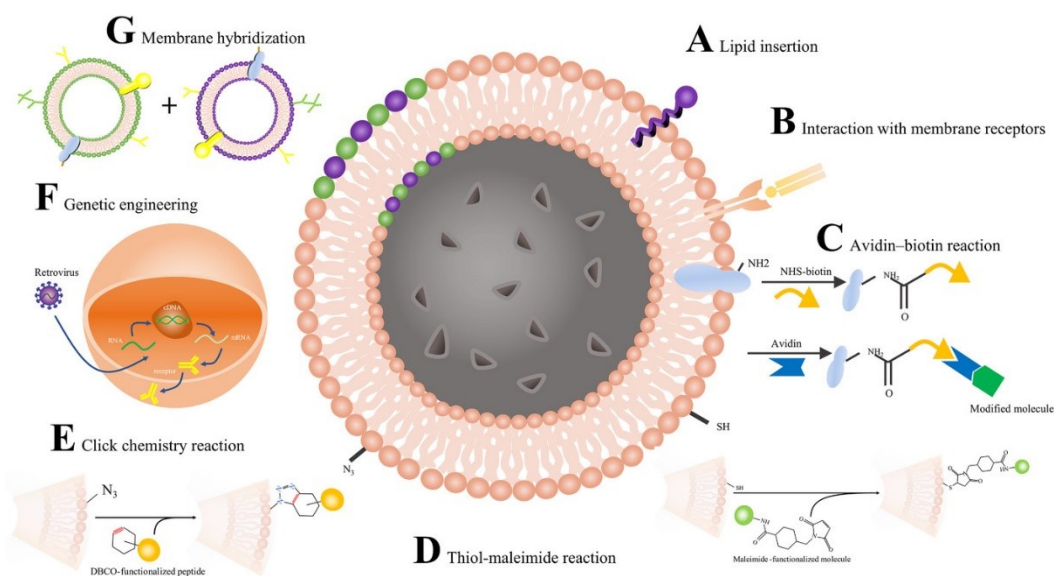 G Membrane hybridization
+
A Lipid insertion
B Interaction with membrane receptors
F Genetic engineering
Retrovirus
cDNA
RNA
mRNA
receptor
C Avidin–biotin reaction
NH2
NHS-biotin
NH2
O
Avidin
NH2
O
Modified molecule
SH
N3
E Click chemistry reaction
N3
DBCO-functionalized peptide
D Thiol-maleimide reaction
SH
NH
O
O
N
O
Maleimide -functionalized molecule
S
O
N
O
O